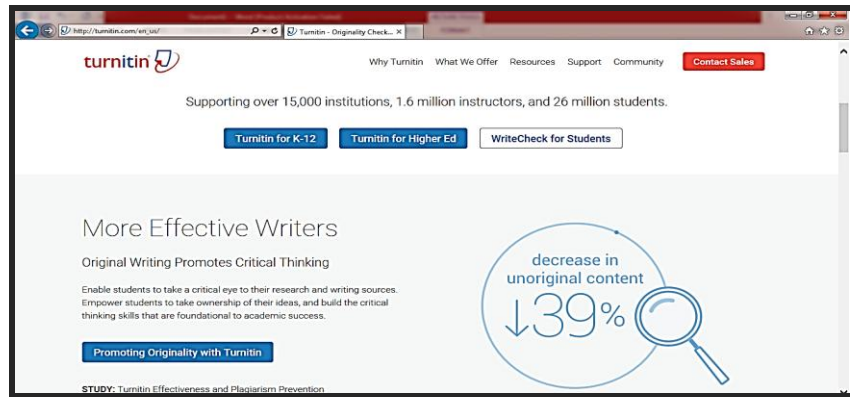 http://turnitin.com/en_us/
Turnitin - Originality Check...
turnitin
Why Turnitin What We Offer Resources Support Community Contact Sales
Supporting over 15,000 institutions, 1.6 million instructors, and 26 million students.
Turnitin for K-12 Turnitin for Higher Ed WriteCheck for Students
More Effective Writers
Original Writing Promotes Critical Thinking
Enable students to take a critical eye to their research and writing sources.
Empower students to take ownership of their ideas, and build the critical
thinking skills that are foundational to academic success.
Promoting Originality with Turnitin
STUDY: Turnitin Effectiveness and Plagiarism Prevention
decrease in
unoriginal content
↓39%